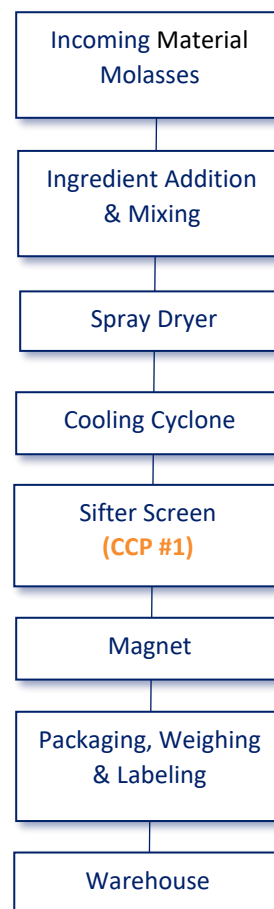 Incoming Material
Molasses
Ingredient Addition
& Mixing
Spray Dryer
Cooling Cyclone
Sifter Screen
(CCP #1)
Magnet
Packaging, Weighing
& Labeling
Warehouse